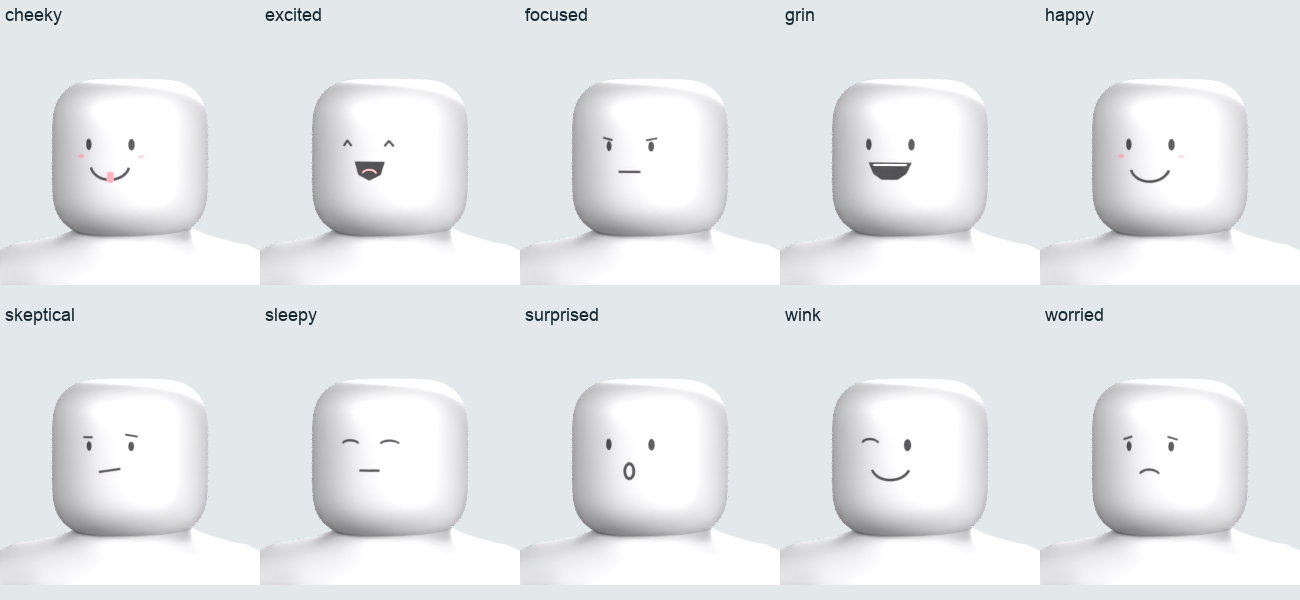 cheeky
excited
focused
grin
happy
skeptical
sleepy
surprised
wink
worried